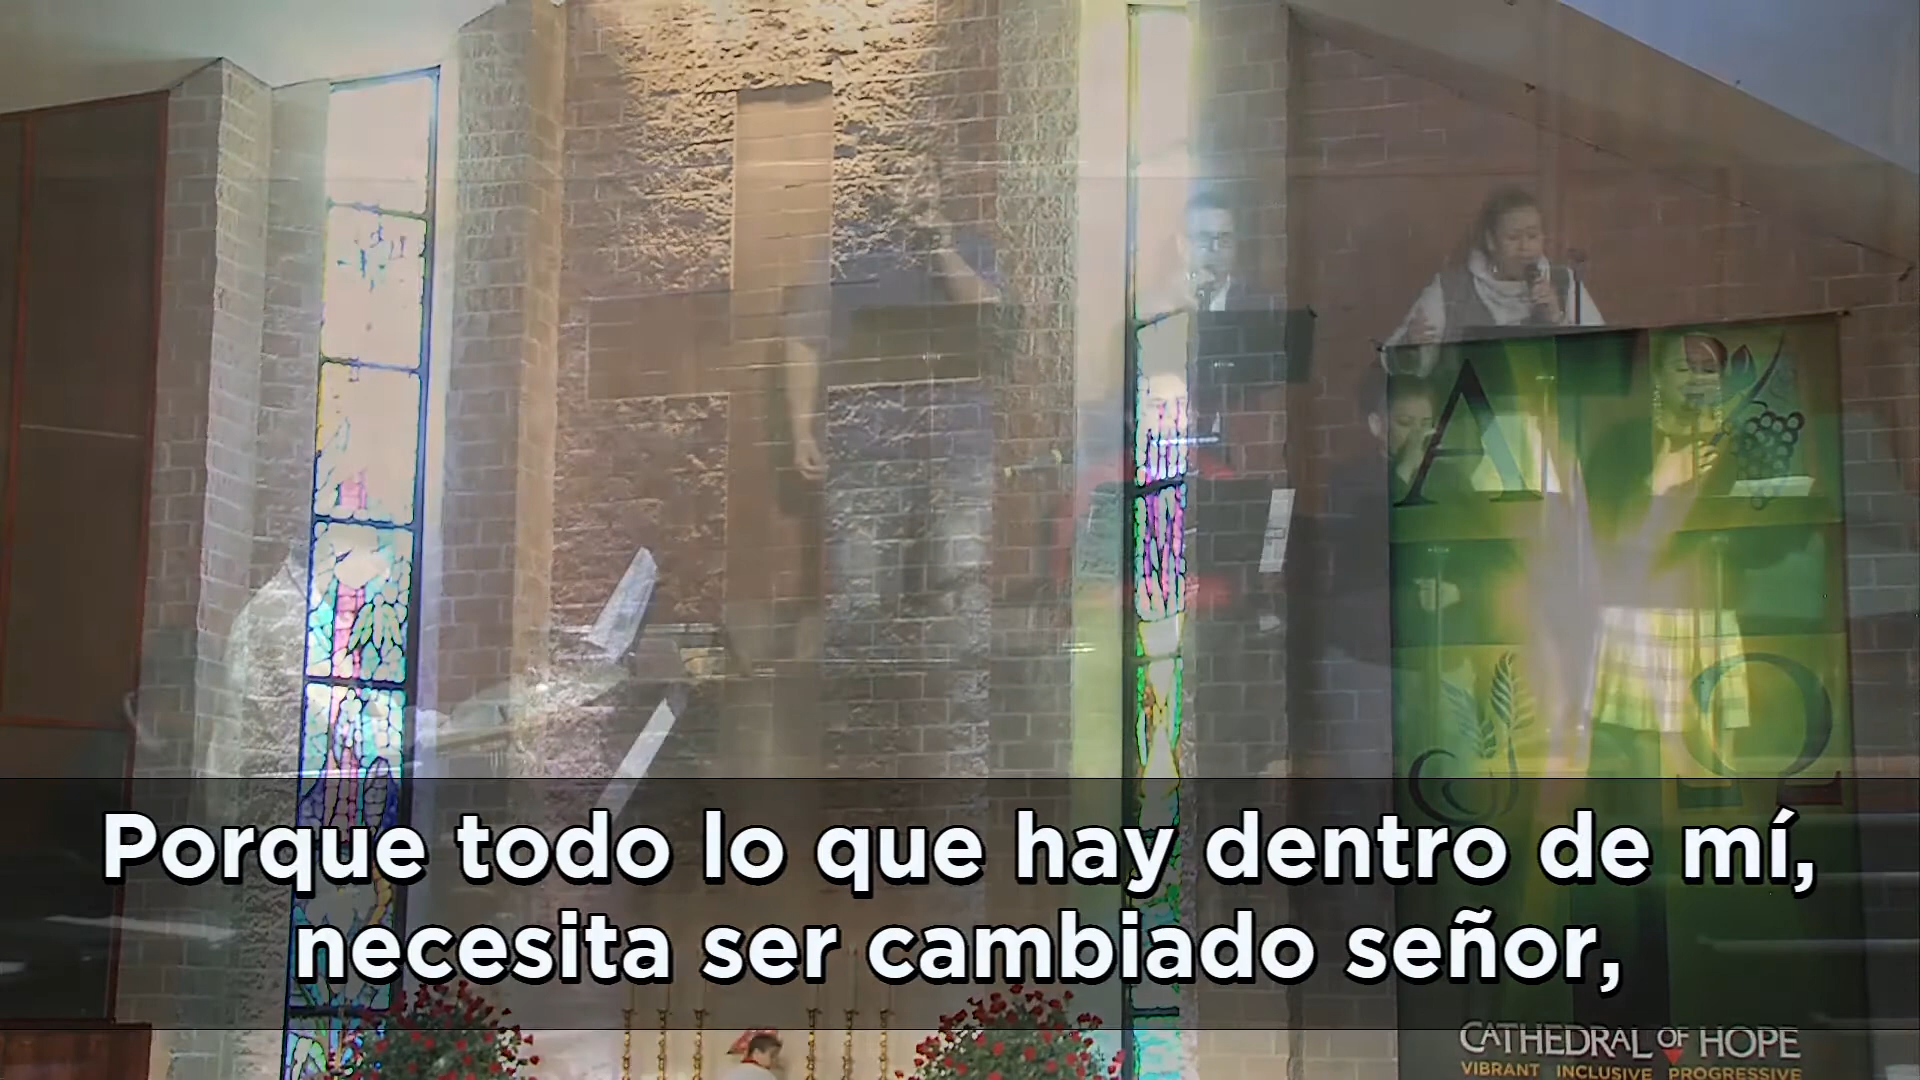 A
Ω
Porque todo lo que hay dentro de mí,
necesita ser cambiado señor,
CATHEDRAL OF HOPE
VIBRANT INCLUSIVE PROGRESSIVE